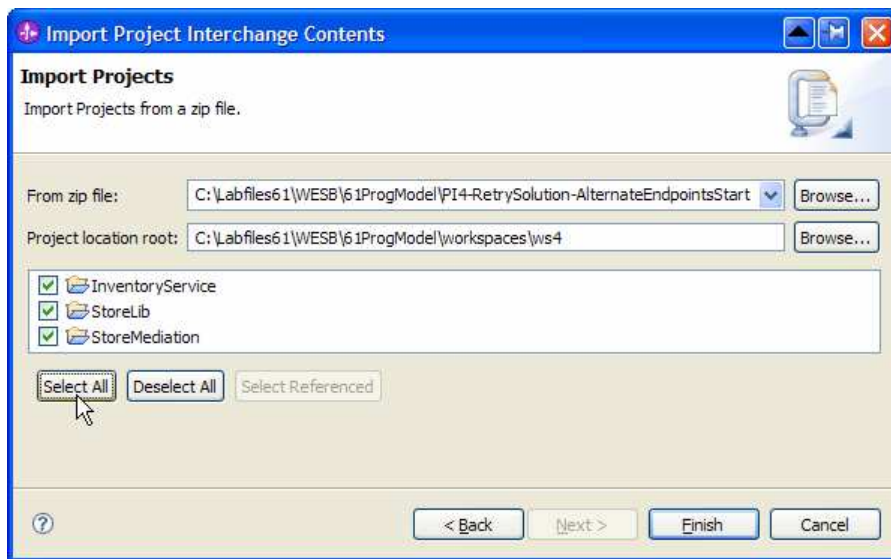 Import Project Interchange Contents
Import Projects
Import Projects from a zip file.
From zip file: C:\Labfiles61\WESB\61ProgModel\PI4-RetrySolution-AlternateEndpointsStart Browse...
Project location root: C:\Labfiles61\WESB\61ProgModel\workspaces\ws4 Browse...
InventoryService
StoreLib
StoreMediation
Select All Deselect All Select Referenced
? < Back Next > Finish Cancel